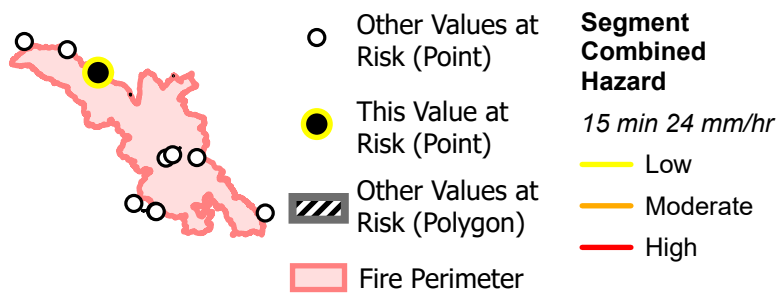 Other Values at
Risk (Point)
This Value at
Risk (Point)
Other Values at
Risk (Polygon)
Fire Perimeter
Segment
Combined
Hazard
15 min 24 mm/hr
Low
Moderate
High